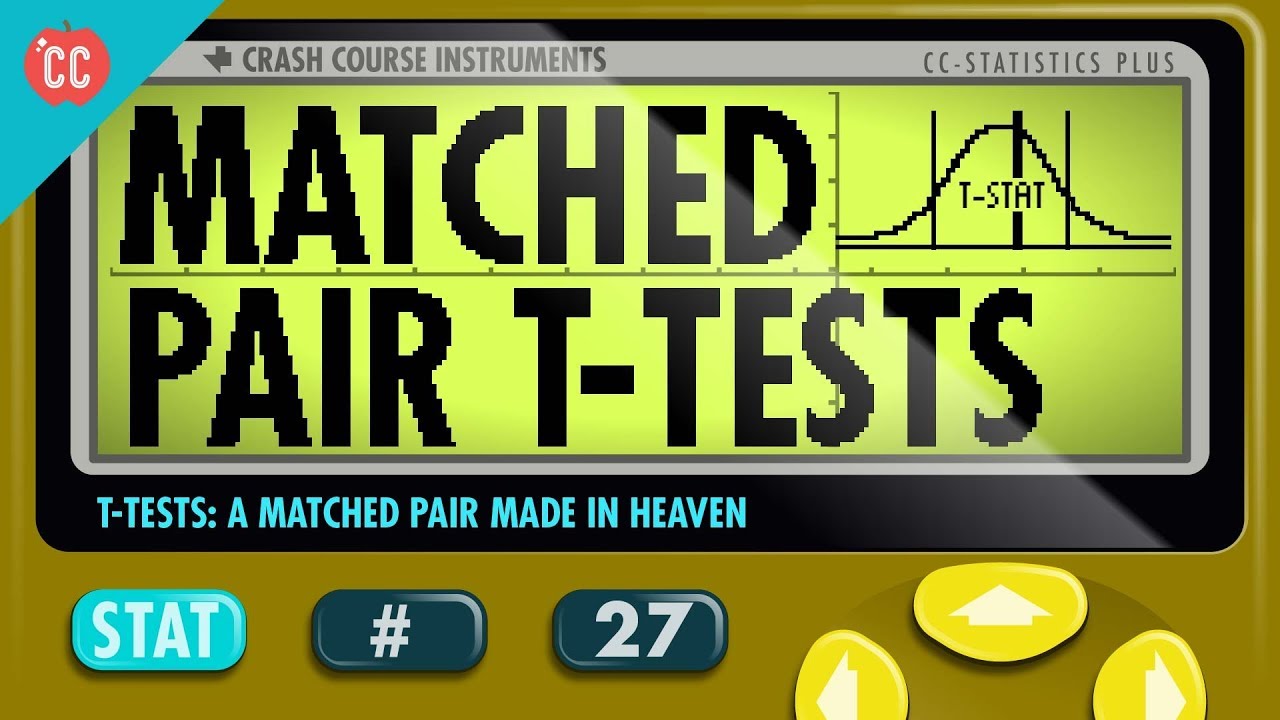 CC
CRASH COURSE INSTRUMENTS
CC-STATISTICS PLUS
MATCHED
T-STAT
PAIR T-TESTS
T-TESTS: A MATCHED PAIR MADE IN HEAVEN
STAT
#
27